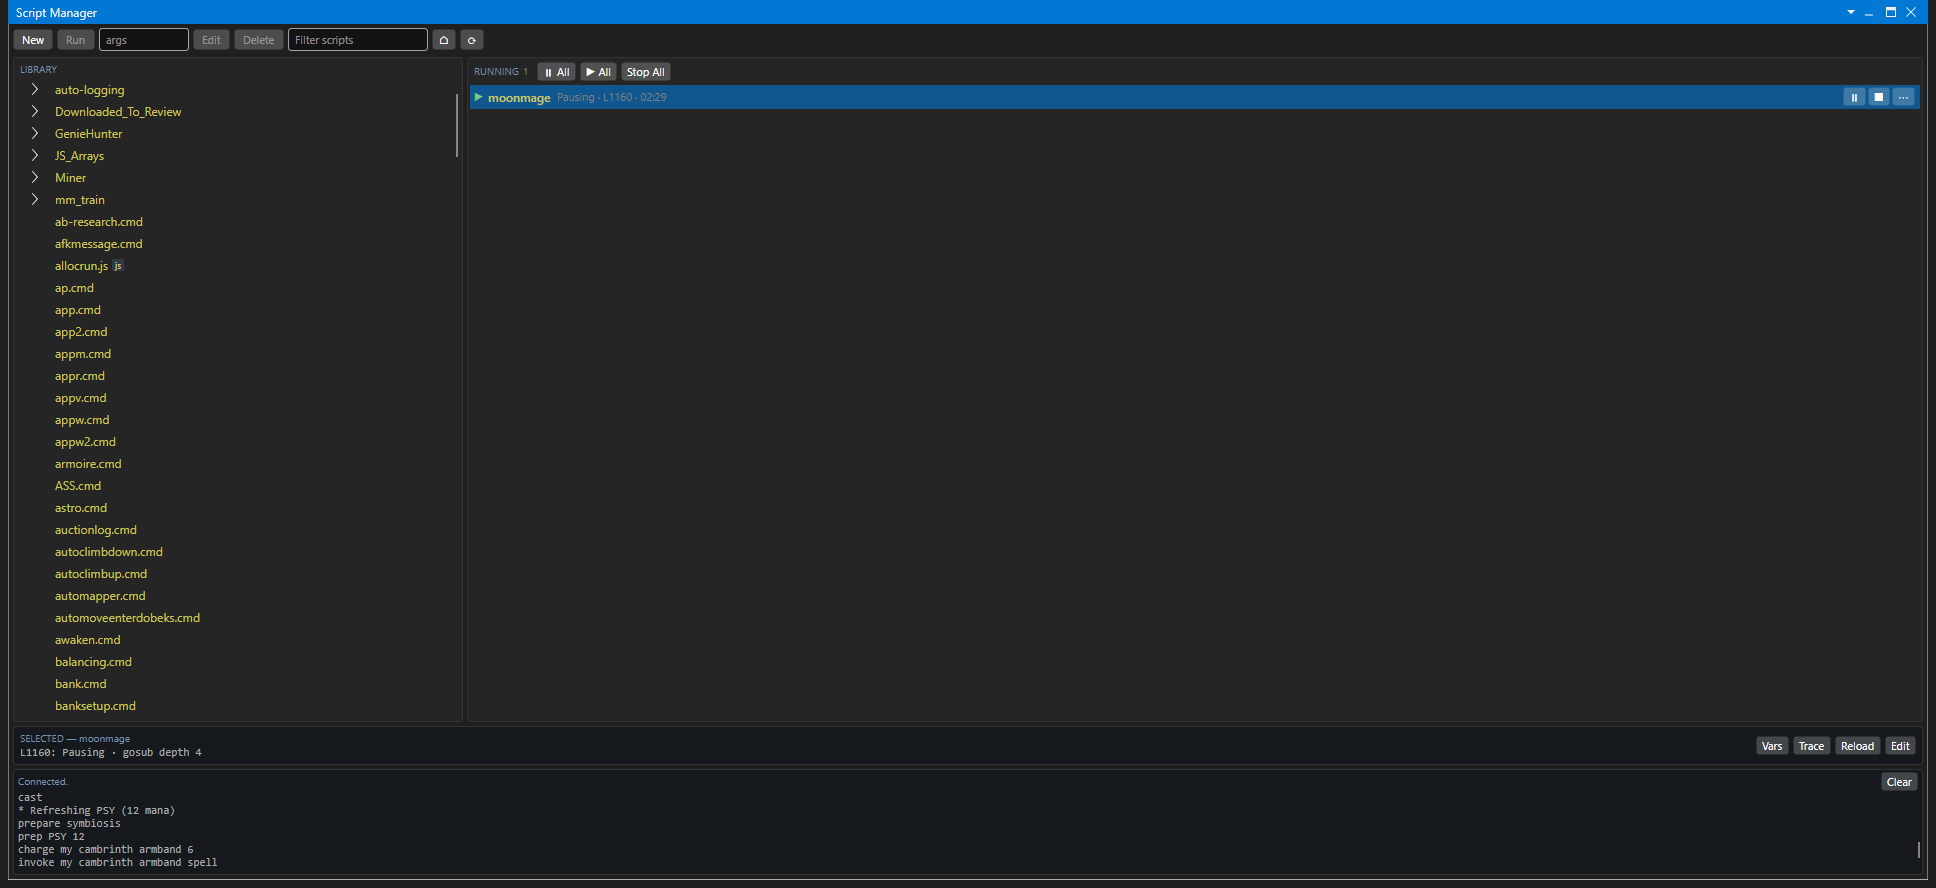 Script Manager
New Run args Edit Delete Filter scripts
LIBRARY
auto-logging
Downloaded_To_Review
GenieHunter
JS_Arrays
Miner
mm_train
ab-research.cmd
afkmessage.cmd
allocrun.js js
ap.cmd
app.cmd
app2.cmd
appm.cmd
appr.cmd
appv.cmd
appw.cmd
appw2.cmd
armoire.cmd
ASS.cmd
astro.cmd
auctionlog.cmd
autoclimbdown.cmd
autoclimbup.cmd
automapper.cmd
automoveenterdobeks.cmd
awaken.cmd
balancing.cmd
bank.cmd
banksetup.cmd
RUNNING 1 All All Stop All
moonmage Pausing · L1160 · 02:29
SELECTED — moonmage
L1160: Pausing · gosub depth 4
Vars Trace Reload Edit
Connected.
Clear
cast
* Refreshing PSY (12 mana)
prepare symbiosis
prep PSY 12
charge my cambrinth armband 6
invoke my cambrinth armband spell